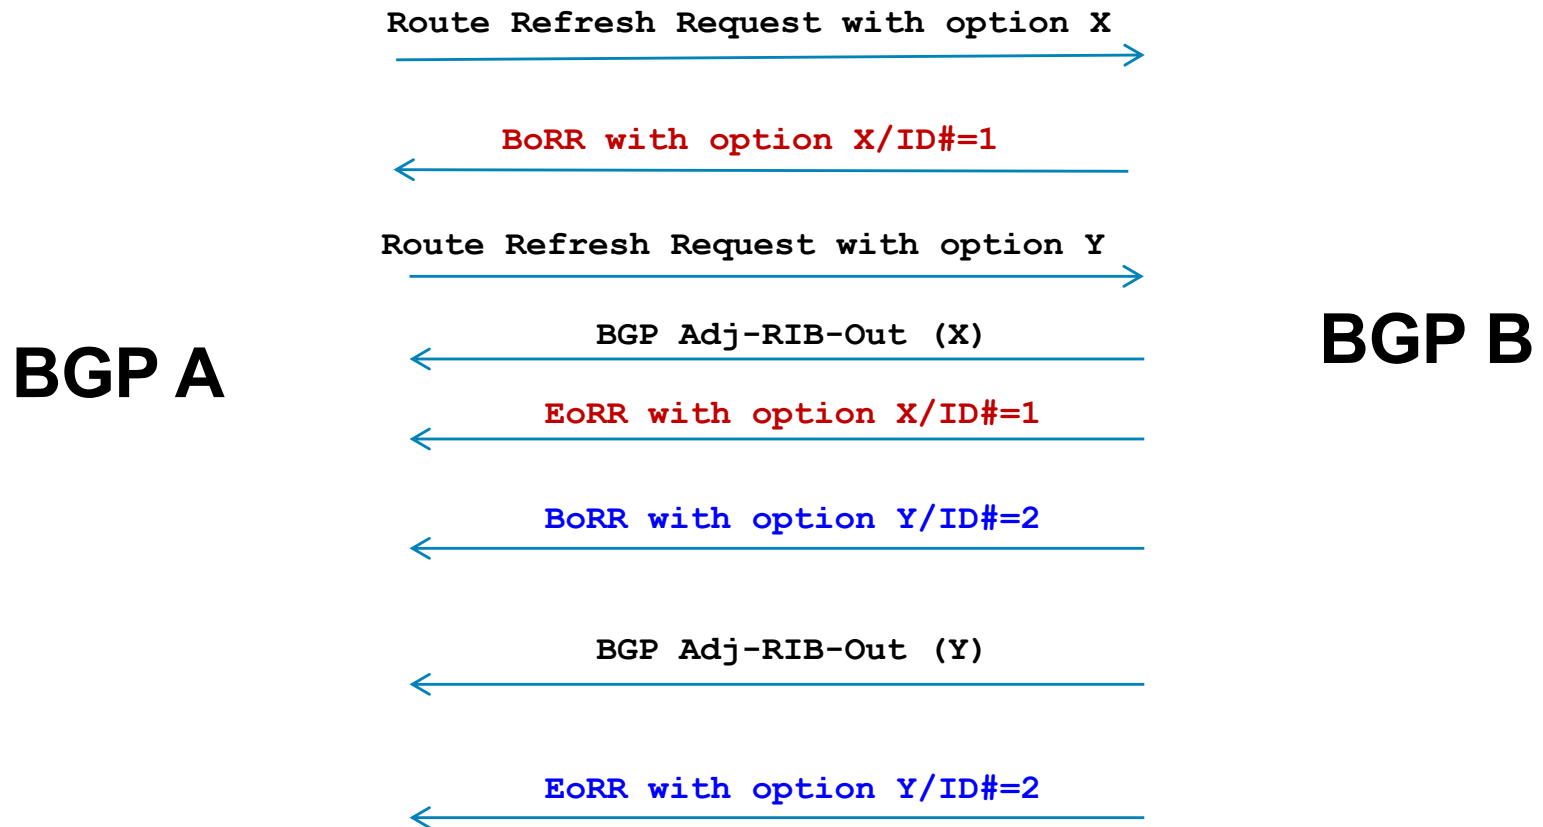 Route Refresh Request with option X
BoRR with option X/ID#=1
Route Refresh Request with option Y
BGP Adj-RIB-Out (X)
BGP B
BGP A
EoRR with option X/ID#=1
BoRR with option Y/ID#=2
BGP Adj-RIB-Out (Y)
EoRR with option Y/ID#=2